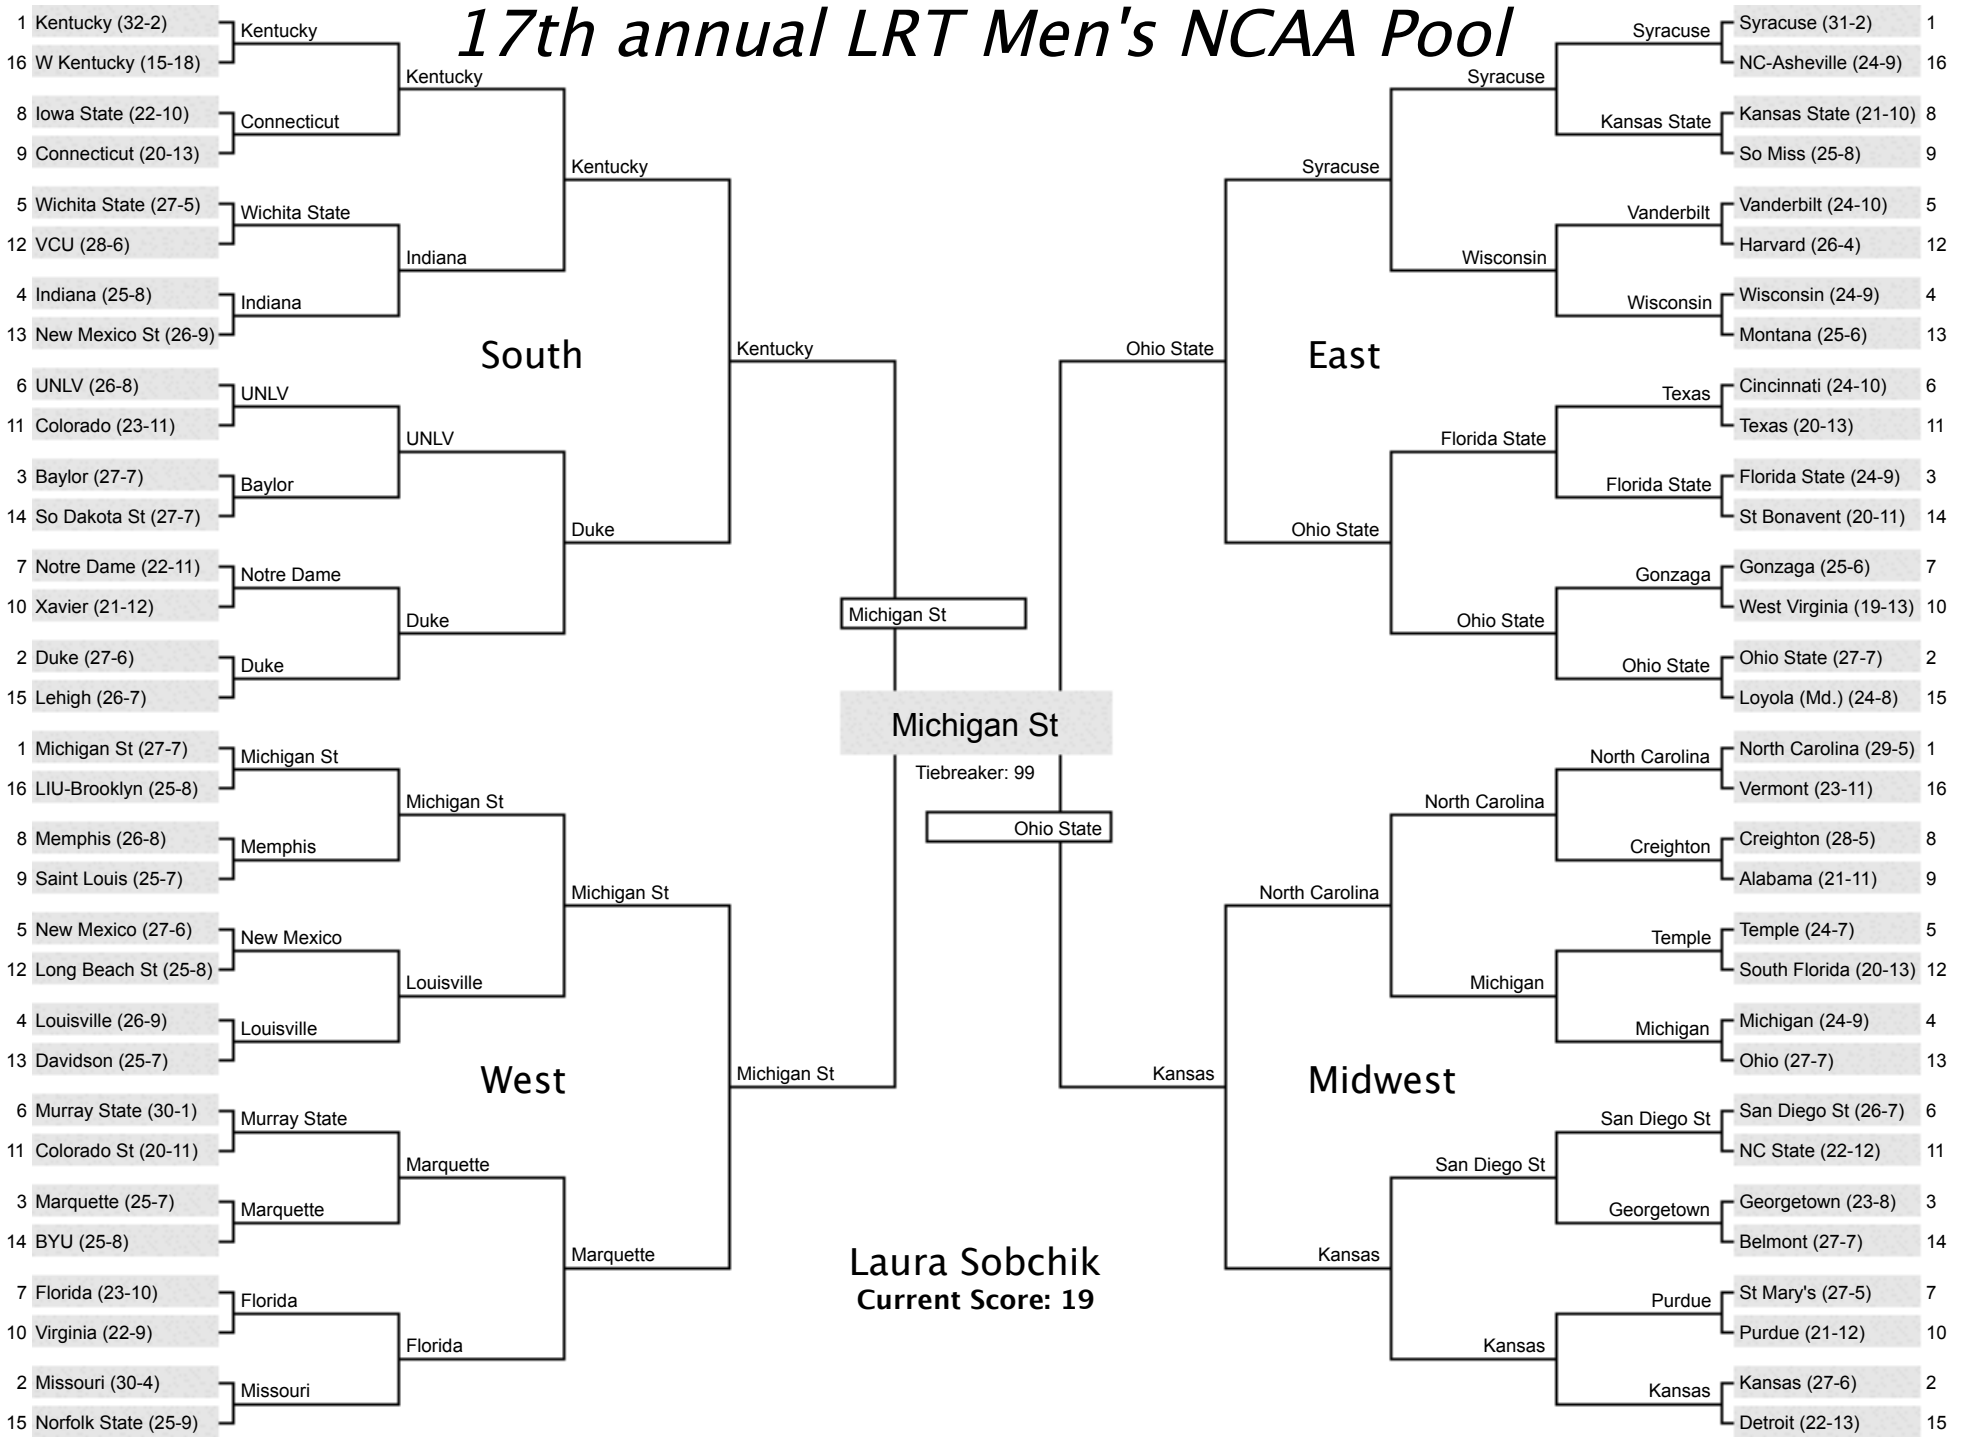 17th annual LRT Men's NCAA Pool
1 Kentucky (32-2)
16 W Kentucky (15-18)
8 Iowa State (22-10)
9 Connecticut (20-13)
5 Wichita State (27-5)
12 VCU (28-6)
4 Indiana (25-8)
13 New Mexico St (26-9)
6 UNLV (26-8)
11 Colorado (23-11)
3 Baylor (27-7)
14 So Dakota St (27-7)
7 Notre Dame (22-11)
10 Xavier (21-12)
2 Duke (27-6)
15 Lehigh (26-7)
Kentucky
Connecticut
Wichita State
Indiana
UNLV
Baylor
Notre Dame
Duke
Kentucky
Indiana
UNLV
Duke
Kentucky
Duke
Kentucky
South
1 Michigan St (27-7)
16 LIU-Brooklyn (25-8)
8 Memphis (26-8)
9 Saint Louis (25-7)
5 New Mexico (27-6)
12 Long Beach St (25-8)
4 Louisville (26-9)
13 Davidson (25-7)
6 Murray State (30-1)
11 Colorado St (20-11)
3 Marquette (25-7)
14 BYU (25-8)
7 Florida (23-10)
10 Virginia (22-9)
2 Missouri (30-4)
15 Norfolk State (25-9)
Michigan St
Memphis
New Mexico
Louisville
Murray State
Marquette
Florida
Missouri
Michigan St
Louisville
Marquette
Florida
Michigan St
Marquette
Michigan St
West
Michigan St
Michigan St
Tiebreaker: 99
Ohio State
Laura Sobchik
Current Score: 19
Syracuse (31-2) 1
NC-Asheville (24-9) 16
Kansas State (21-10) 8
So Miss (25-8) 9
Vanderbilt (24-10) 5
Harvard (26-4) 12
Wisconsin (24-9) 4
Montana (25-6) 13
Cincinnati (24-10) 6
Texas (20-13) 11
Florida State (24-9) 3
St Bonavent (20-11) 14
Gonzaga (25-6) 7
West Virginia (19-13) 10
Ohio State (27-7) 2
Loyola (Md.) (24-8) 15
Syracuse
Kansas State
Vanderbilt
Wisconsin
Texas
Florida State
Gonzaga
Ohio State
Syracuse
Wisconsin
Florida State
Ohio State
Syracuse
Ohio State
Ohio State
East
North Carolina (29-5) 1
Vermont (23-11) 16
Creighton (28-5) 8
Alabama (21-11) 9
Temple (24-7) 5
South Florida (20-13) 12
Michigan (24-9) 4
Ohio (27-7) 13
San Diego St (26-7) 6
NC State (22-12) 11
Georgetown (23-8) 3
Belmont (27-7) 14
St Mary's (27-5) 7
Purdue (21-12) 10
Kansas (27-6) 2
Detroit (22-13) 15
North Carolina
Creighton
Temple
Michigan
San Diego St
Georgetown
Purdue
Kansas
North Carolina
Michigan
San Diego St
Kansas
North Carolina
Kansas
Kansas
Midwest